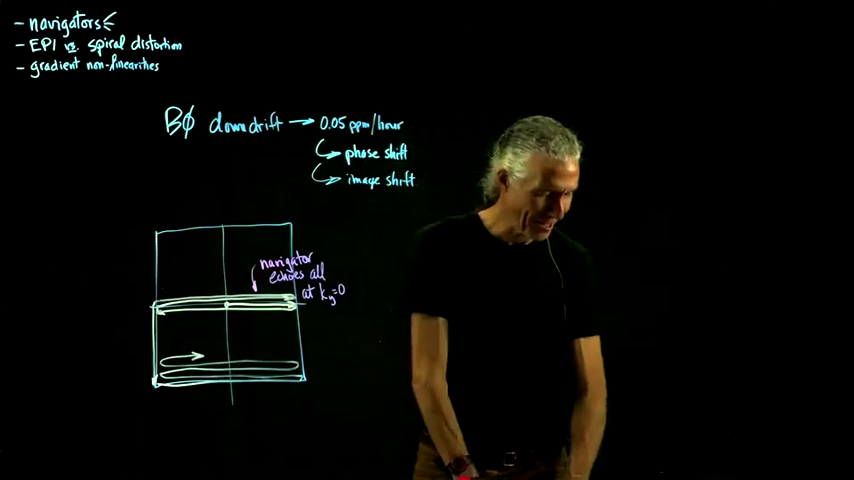 - navigators
- EPI vs. spiral distortion
- gradient non-linearities
BØ downdrift → 0.05 ppm/hour
phase shift
image shift
navigator
echoes all
at ky=0